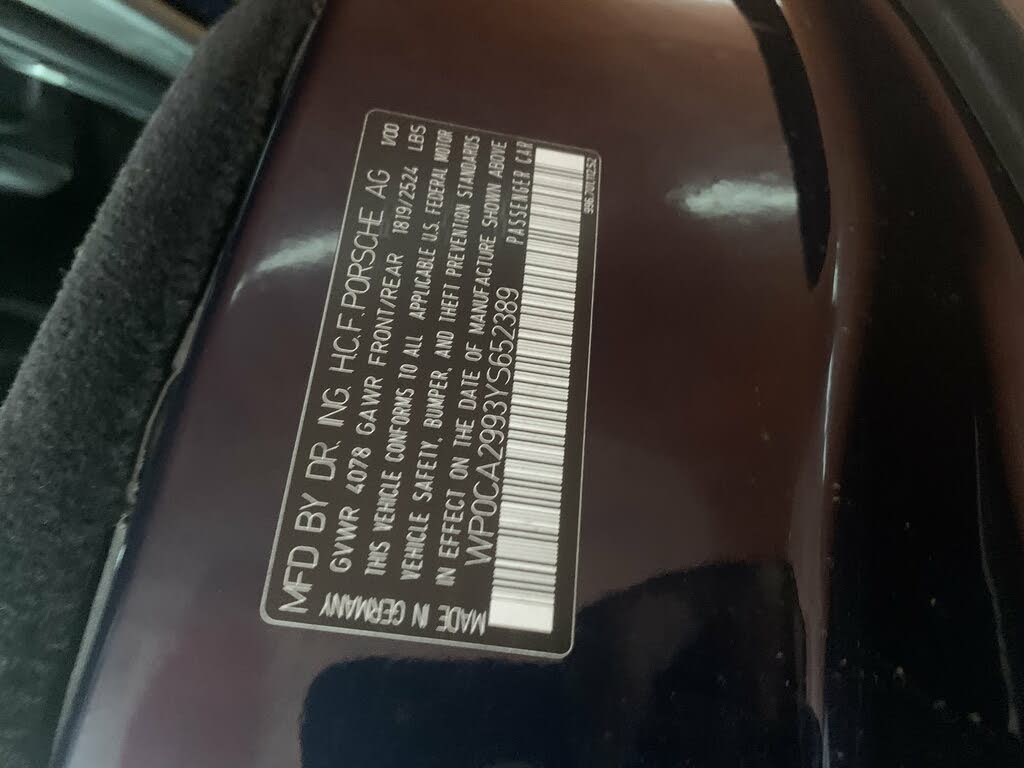 MFD BY DR. ING. H.C.F. PORSCHE AG V00
GVWR 4078 GAWR FRONT/REAR 1819/2524 LBS
THIS VEHICLE CONFORMS TO ALL APPLICABLE U.S. FEDERAL MOTOR
VEHICLE SAFETY, BUMPER, AND THEFT PREVENTION STANDARDS
IN EFFECT ON THE DATE OF MANUFACTURE SHOWN ABOVE
WP0CA2993YS652389 PASSENGER CAR
MADE IN GERMANY